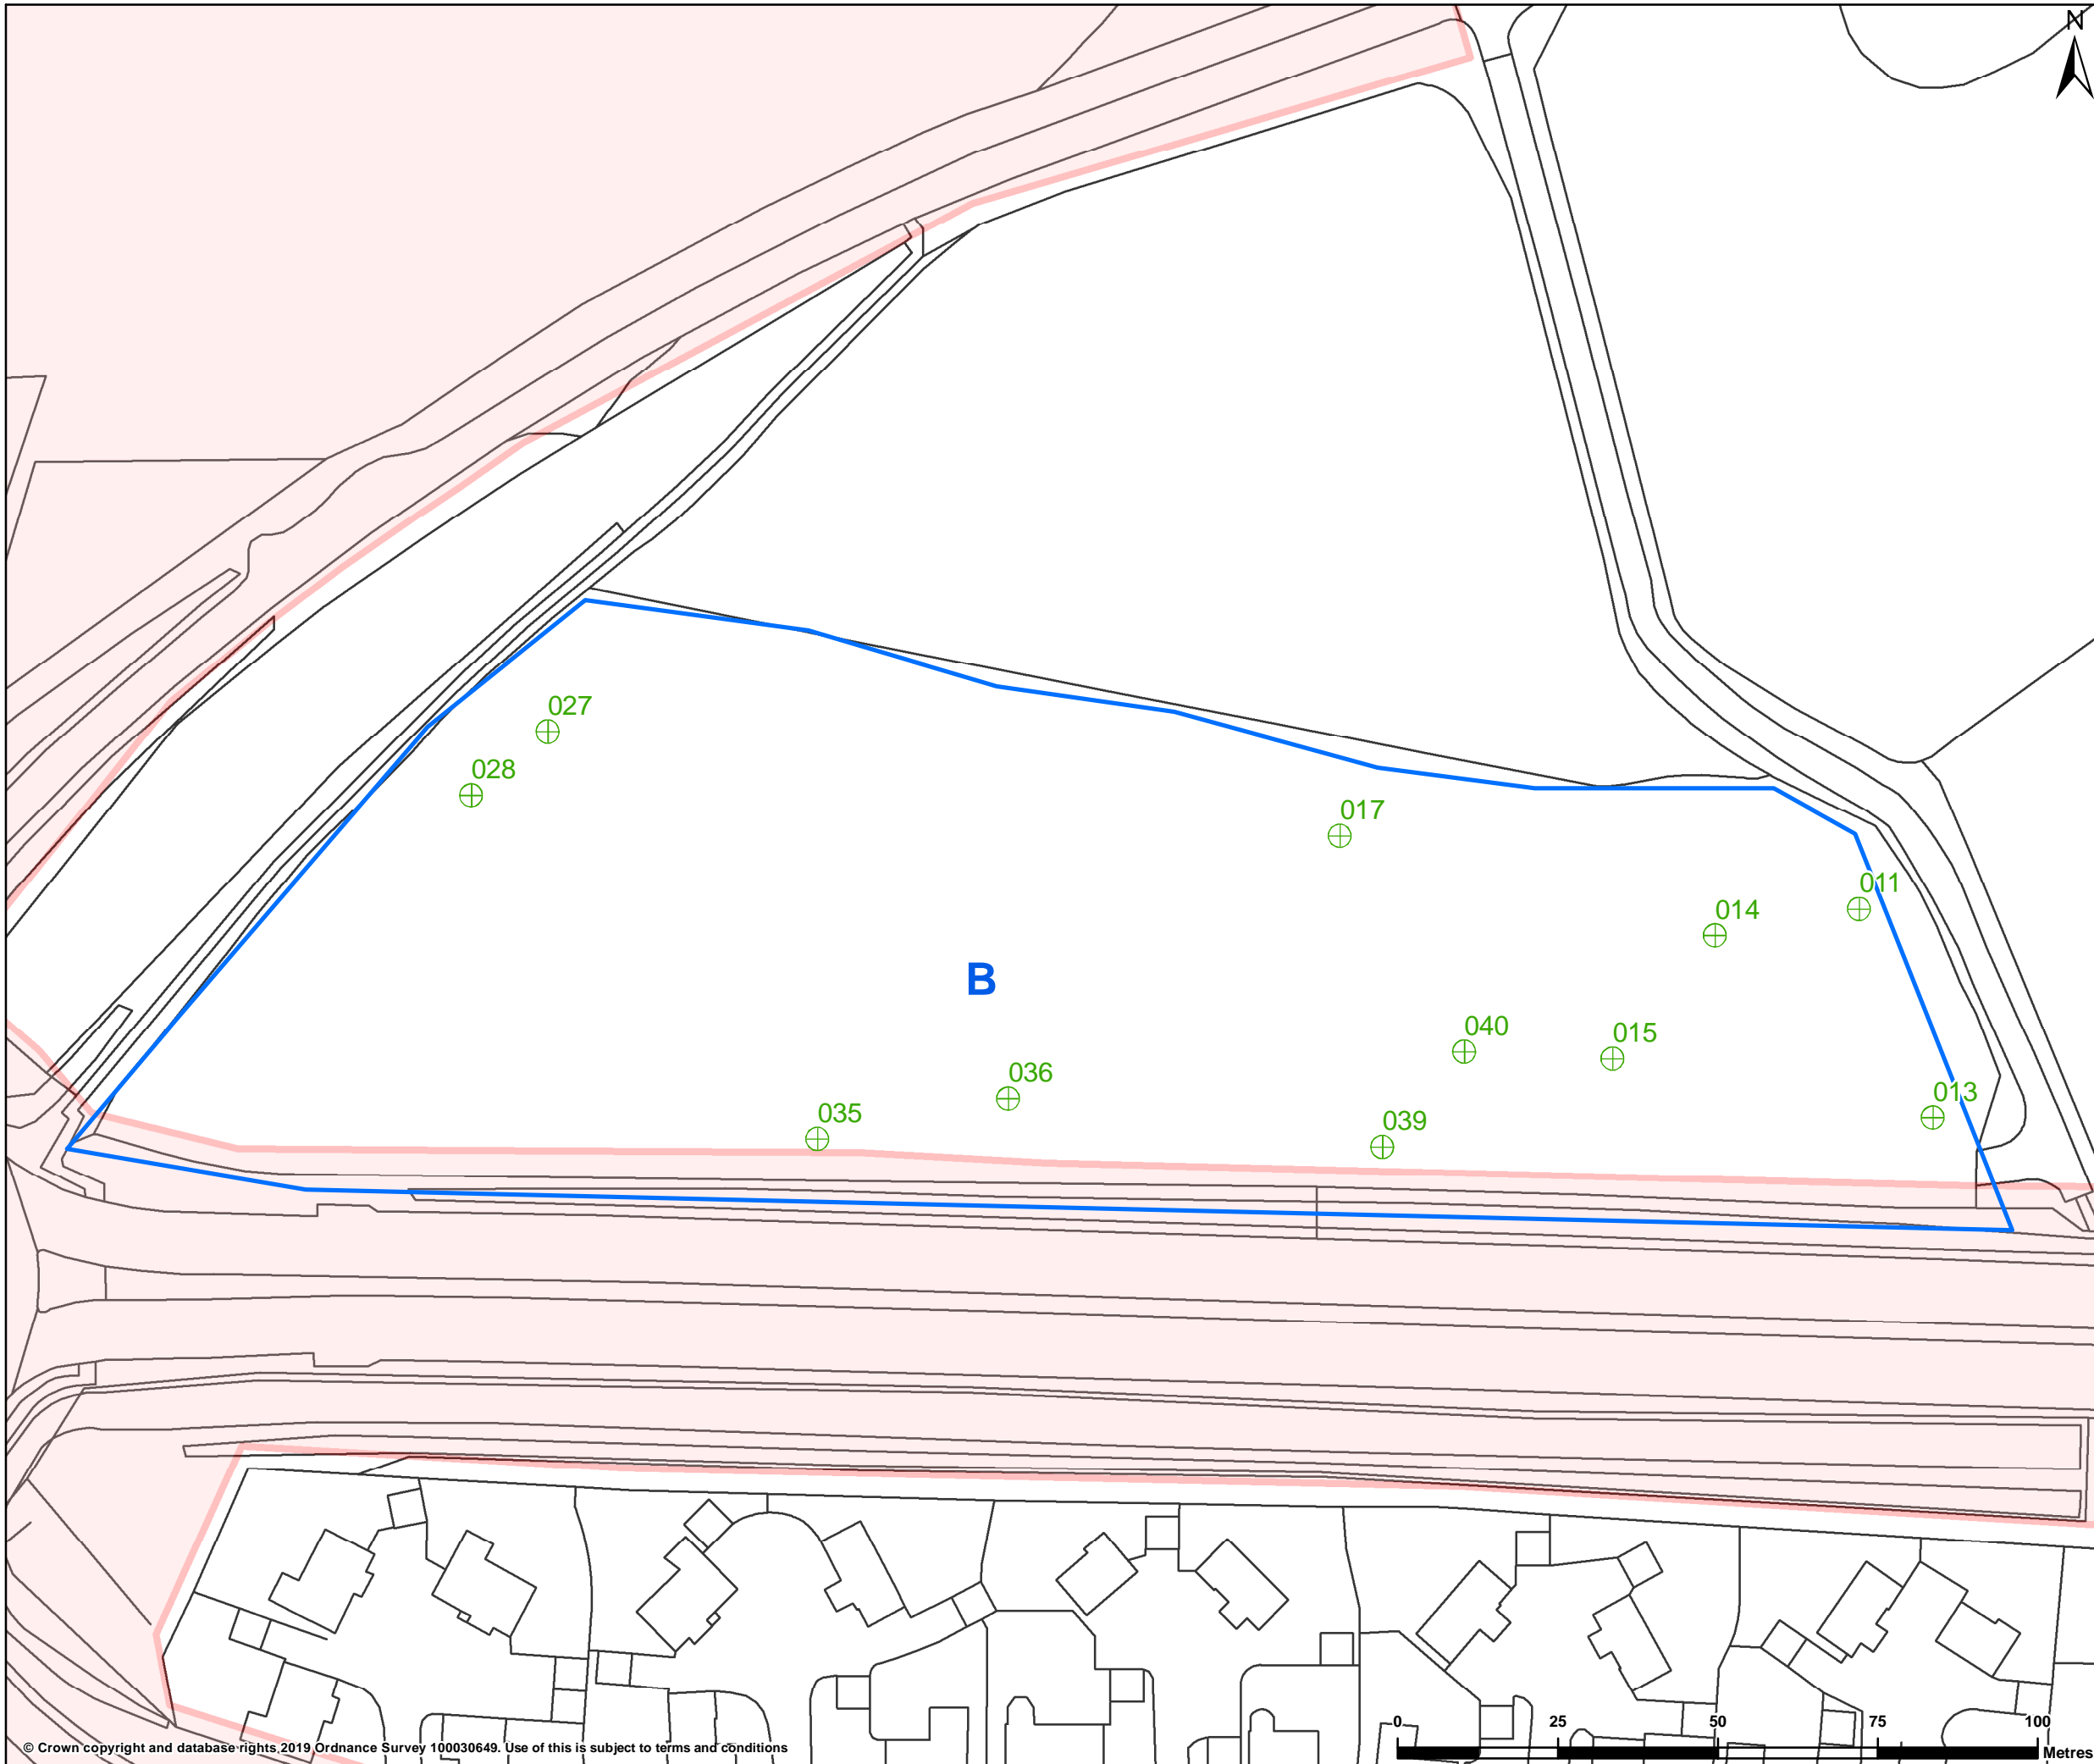 N
027
028
017
011
014
B
040
015
036
013
035
039
0 25 50 75 100
Metres
© Crown copyright and database rights 2019 Ordnance Survey 100030649. Use of this is subject to terms and conditions